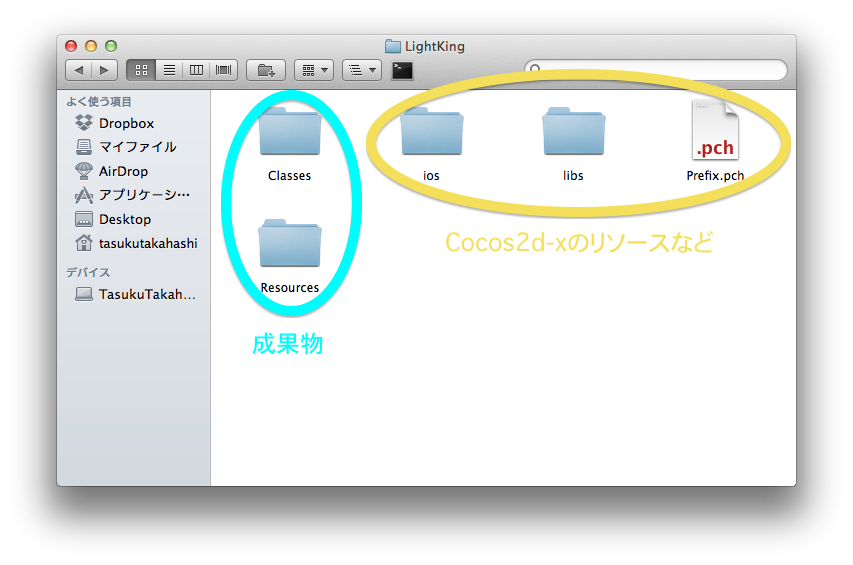 LightKing
よく使う項目
Dropbox
マイファイル
AirDrop
アプリケーシ…
Desktop
tasukutakahashi
デバイス
TasukuTakah…
Classes
ios
libs
.pch
Prefix.pch
Cocos2d-xのリソースなど
Resources
成果物